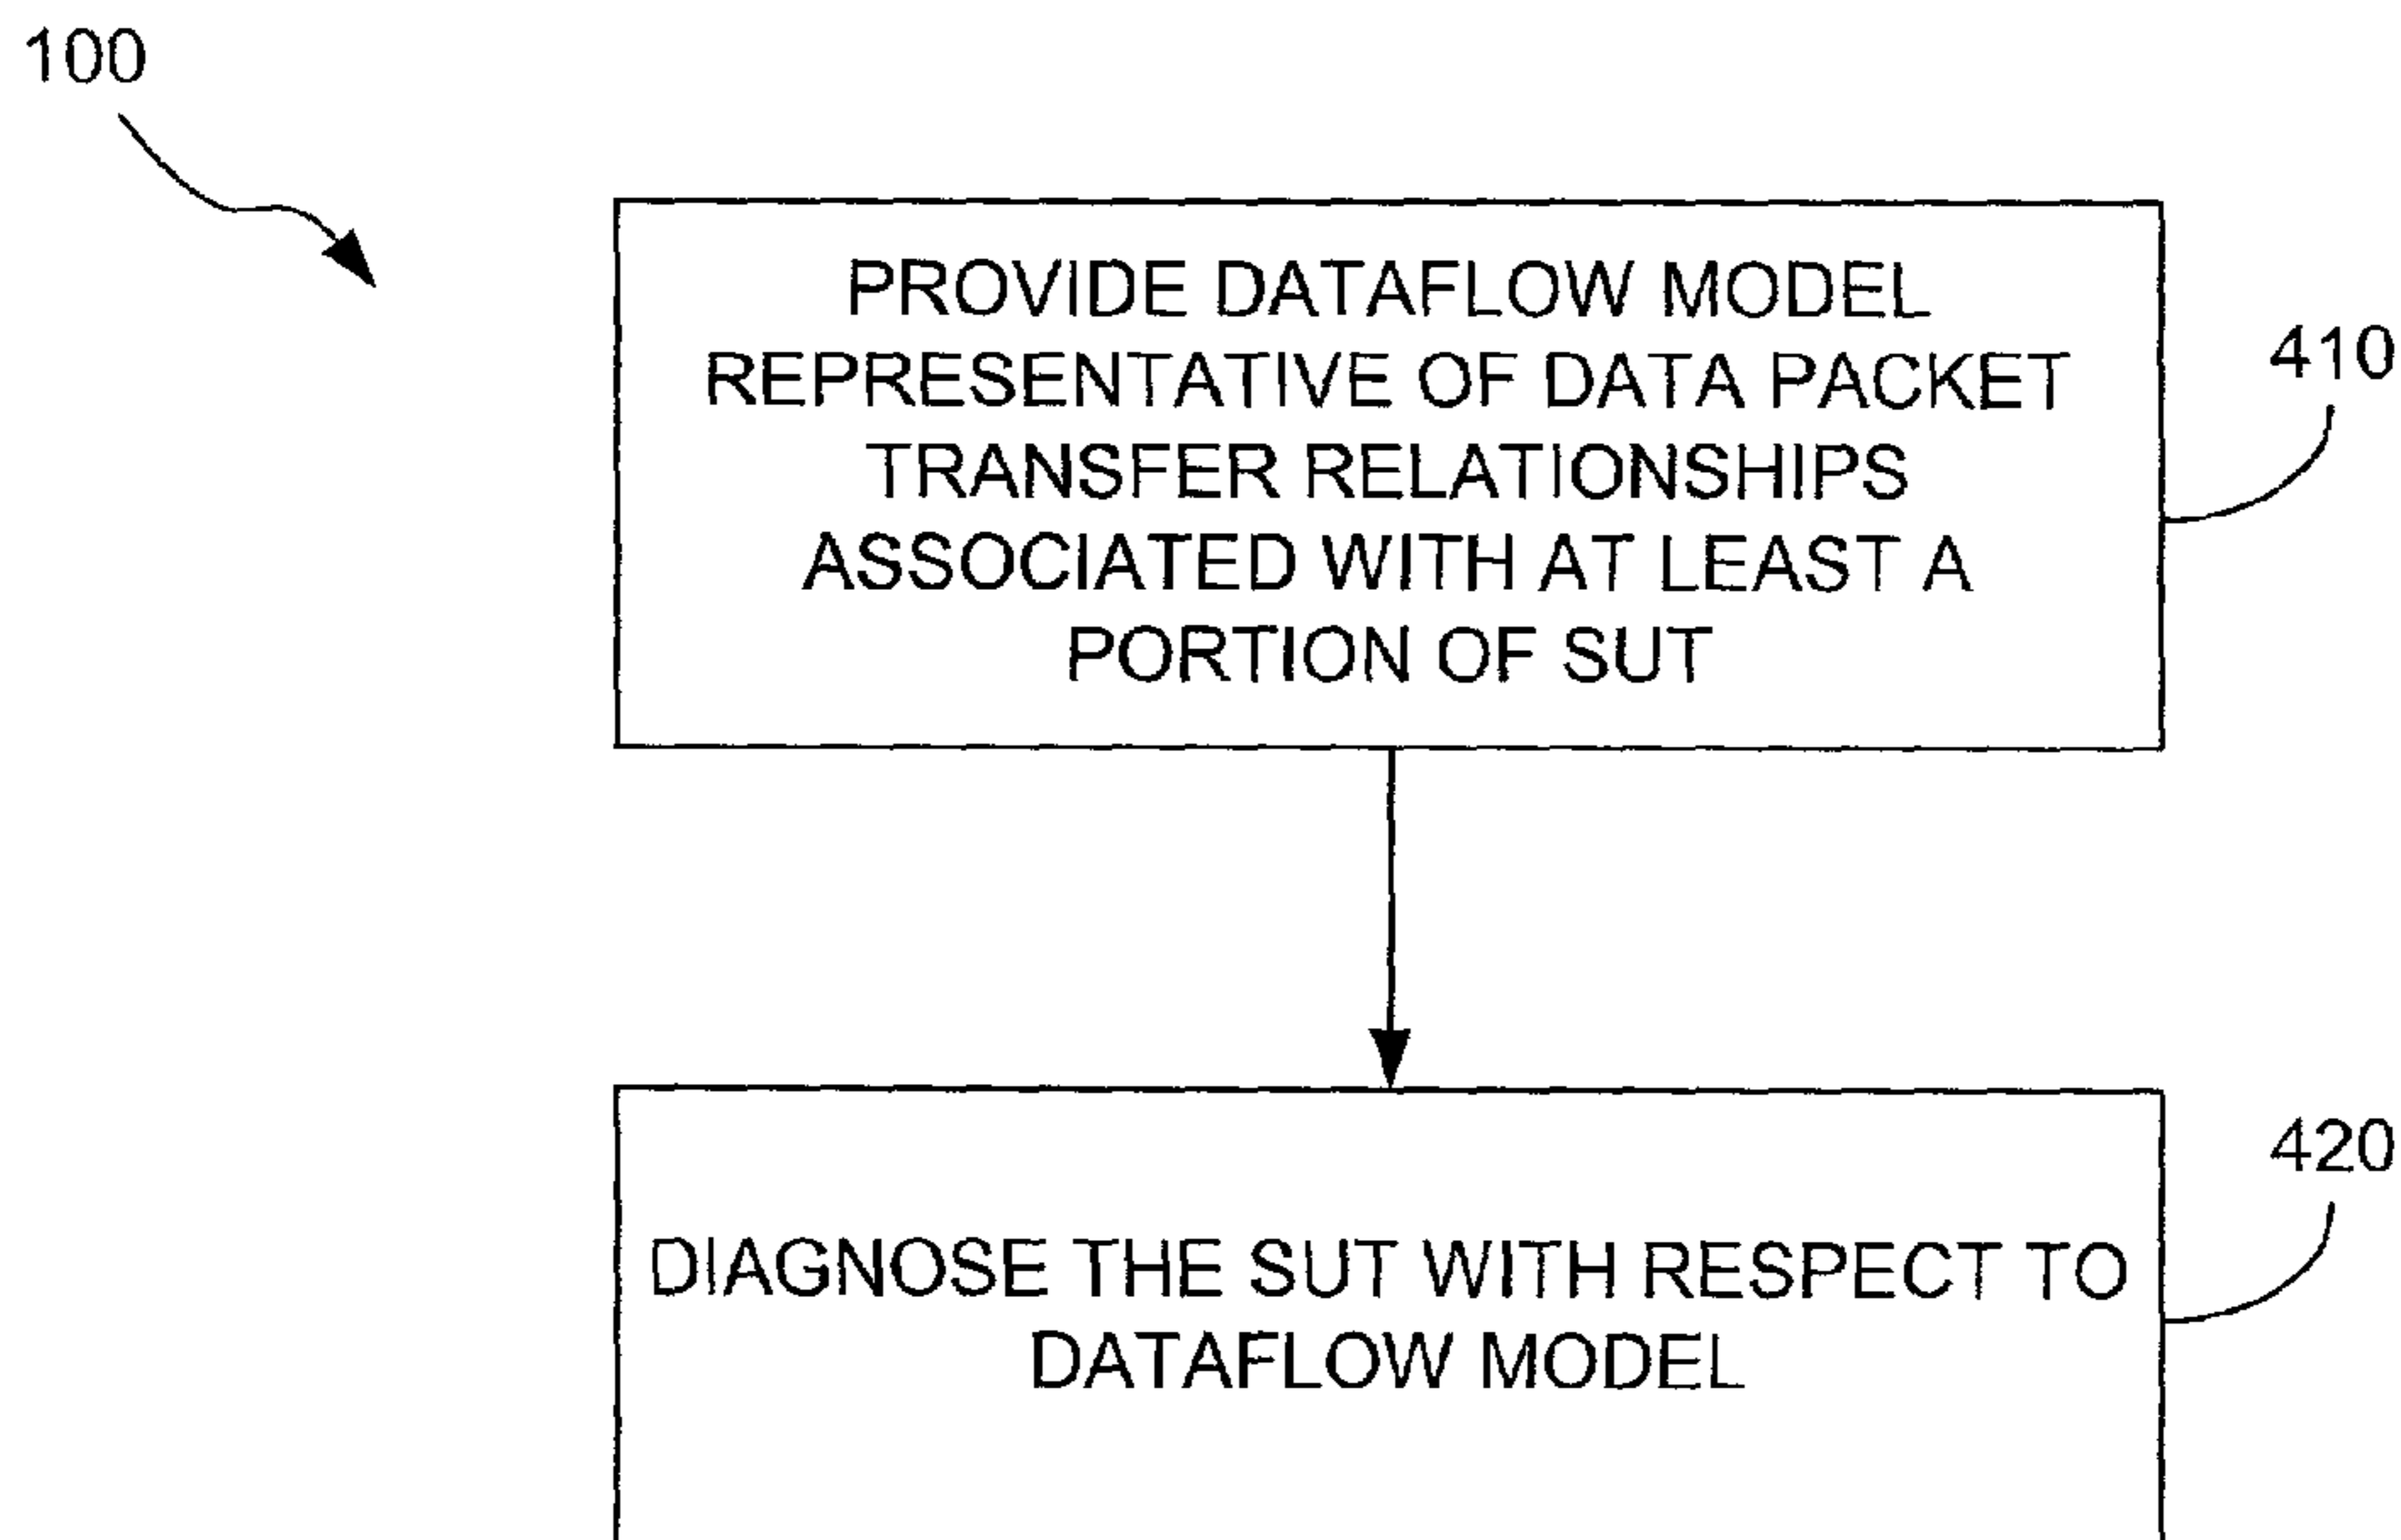 100
PROVIDE DATAFLOW MODEL
REPRESENTATIVE OF DATA PACKET
TRANSFER RELATIONSHIPS
ASSOCIATED WITH AT LEAST A
PORTION OF SUT
410
DIAGNOSE THE SUT WITH RESPECT TO
DATAFLOW MODEL
420